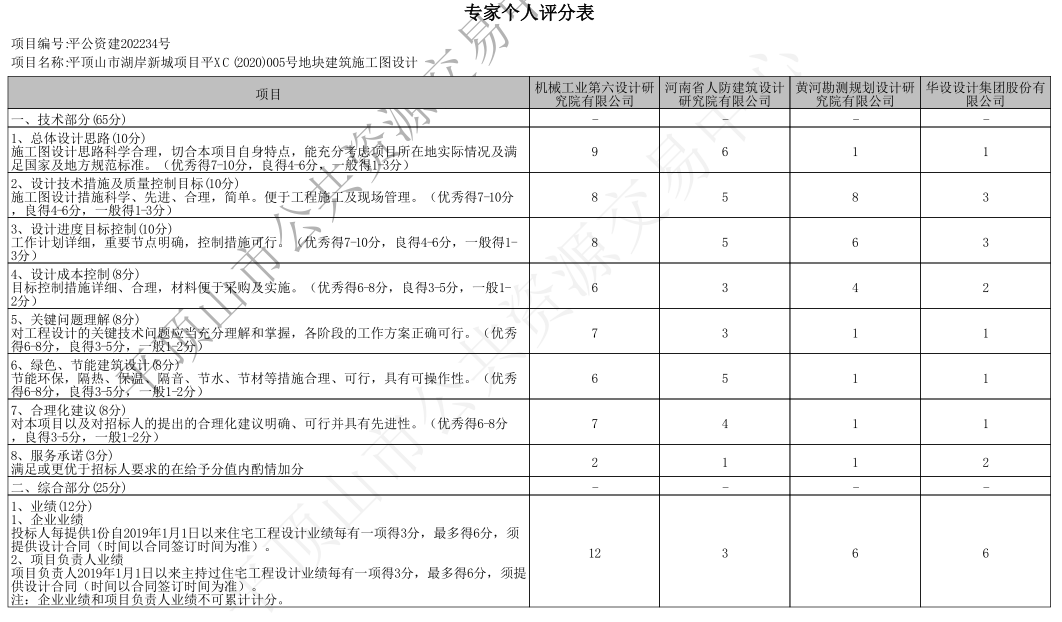 专家个人评分表
项目编号:平公资建202234号
项目名称:平顶山市湖岸新城项目平XC(2020)005号地块建筑施工图设计
项目
机械工业第六设计研
究院有限公司
河南省人防建筑设计
研究院有限公司
黄河勘测规划设计研
究院有限公司
华设设计集团股份有
限公司
一、技术部分(65分) - - - -
1、总体设计思路(10分)
施工图设计思路科学合理，切合本项目自身特点，能充分考虑项目所在地实际情况及满
足国家及地方规范标准。（优秀得7-10分，良得4-6分，一般得1-3分）
9 6 1 1
2、设计技术措施及质量控制目标(10分)
施工图设计措施科学、先进、合理，简单。便于工程施工及现场管理。（优秀得7-10分
，良得4-6分，一般得1-3分）
8 5 8 3
3、设计进度目标控制(10分)
工作计划详细，重要节点明确，控制措施可行。（优秀得7-10分，良得4-6分，一般得1-
3分）
8 5 6 3
4、设计成本控制(8分)
目标控制措施详细、合理，材料便于采购及实施。（优秀得6-8分，良得3-5分，一般1-
2分）
6 3 4 2
5、关键问题理解(8分)
对工程设计的关键技术问题应当充分理解和掌握，各阶段的工作方案正确可行。（优秀
得6-8分，良得3-5分，一般1-2分）
7 3 1 1
6、绿色、节能建筑设计(8分)
节能环保，隔热、保温、隔音、节水、节材等措施合理、可行，具有可操作性。（优秀
得6-8分，良得3-5分，一般1-2分）
6 5 1 1
7、合理化建议(8分)
对本项目以及对招标人的提出的合理化建议明确、可行并具有先进性。（优秀得6-8分
，良得3-5分，一般1-2分）
7 4 1 1
8、服务承诺(3分)
满足或更优于招标人要求的在给予分值内酌情加分
2 1 1 2
二、综合部分(25分) - - - -
1、业绩(12分)
1、企业业绩
投标人每提供1份自2019年1月1日以来住宅工程设计业绩每有一项得3分，最多得6分，须
提供设计合同（时间以合同签订时间为准）。
2、项目负责人业绩
项目负责人2019年1月1日以来主持过住宅工程设计业绩每有一项得3分，最多得6分，须提
供设计合同（时间以合同签订时间为准）。
注: 企业业绩和项目负责人业绩不可累计计分。
12 3 6 6
平顶山市公共资源交易中
平顶山市公共资源交易中心